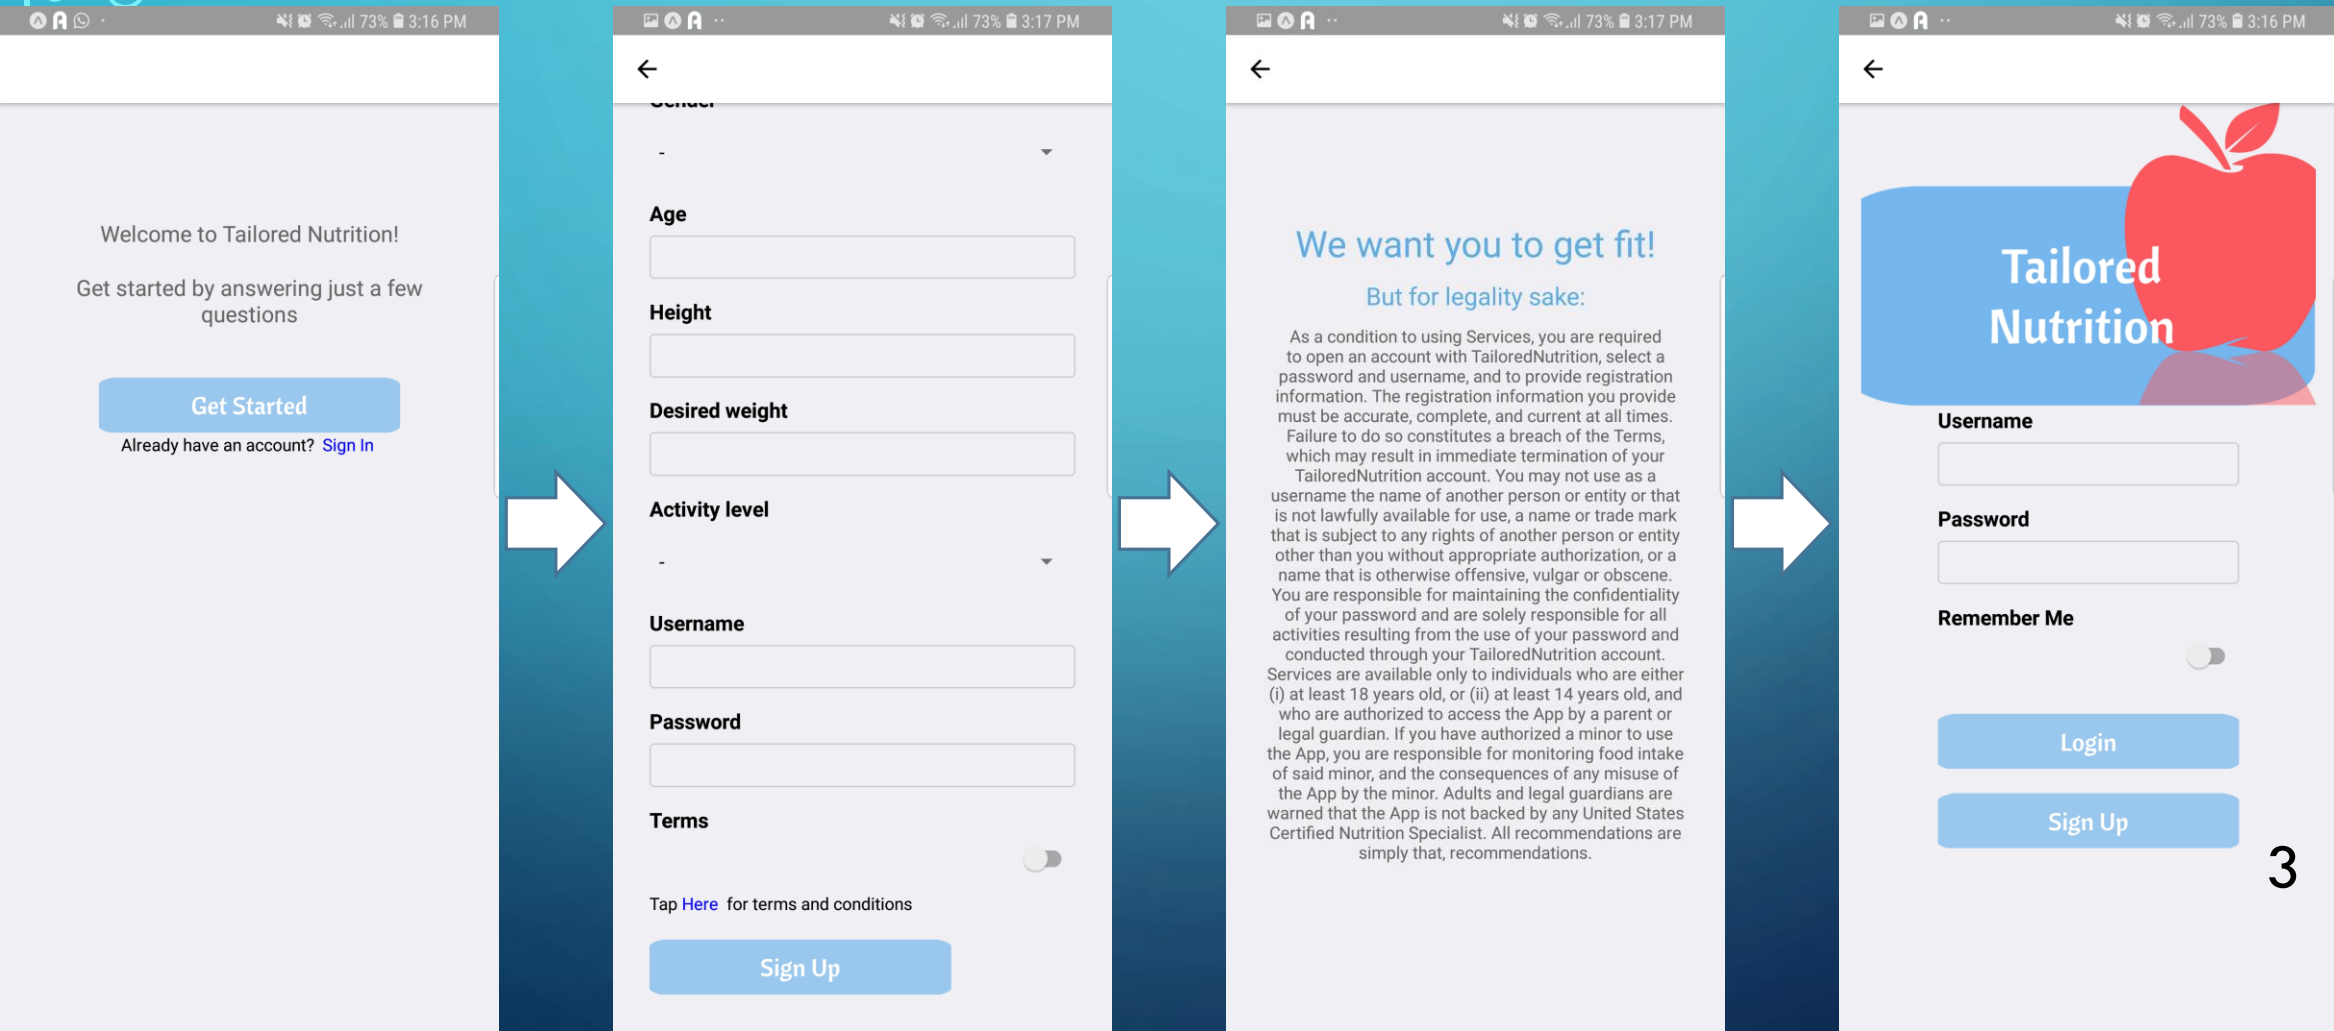 73% 3:16 PM
Welcome to Tailored Nutrition!
Get started by answering just a few
questions
Get Started
Already have an account? Sign In
73% 3:17 PM
Gender
-
Age
Height
Desired weight
Activity level
-
Username
Password
Terms
Tap Here for terms and conditions
Sign Up
73% 3:17 PM
We want you to get fit!
But for legality sake:
As a condition to using Services, you are required
to open an account with TailoredNutrition, select a
password and username, and to provide registration
information. The registration information you provide
must be accurate, complete, and current at all times.
Failure to do so constitutes a breach of the Terms,
which may result in immediate termination of your
TailoredNutrition account. You may not use as a
username the name of another person or entity or that
is not lawfully available for use, a name or trade mark
that is subject to any rights of another person or entity
other than you without appropriate authorization, or a
name that is otherwise offensive, vulgar or obscene.
You are responsible for maintaining the confidentiality
of your password and are solely responsible for all
activities resulting from the use of your password and
conducted through your TailoredNutrition account.
Services are available only to individuals who are either
(i) at least 18 years old, or (ii) at least 14 years old, and
who are authorized to access the App by a parent or
legal guardian. If you have authorized a minor to use
the App, you are responsible for monitoring food intake
of said minor, and the consequences of any misuse of
the App by the minor. Adults and legal guardians are
warned that the App is not backed by any United States
Certified Nutrition Specialist. All recommendations are
simply that, recommendations.
73% 3:16 PM
Tailored
Nutrition
Username
Password
Remember Me
Login
Sign Up
3